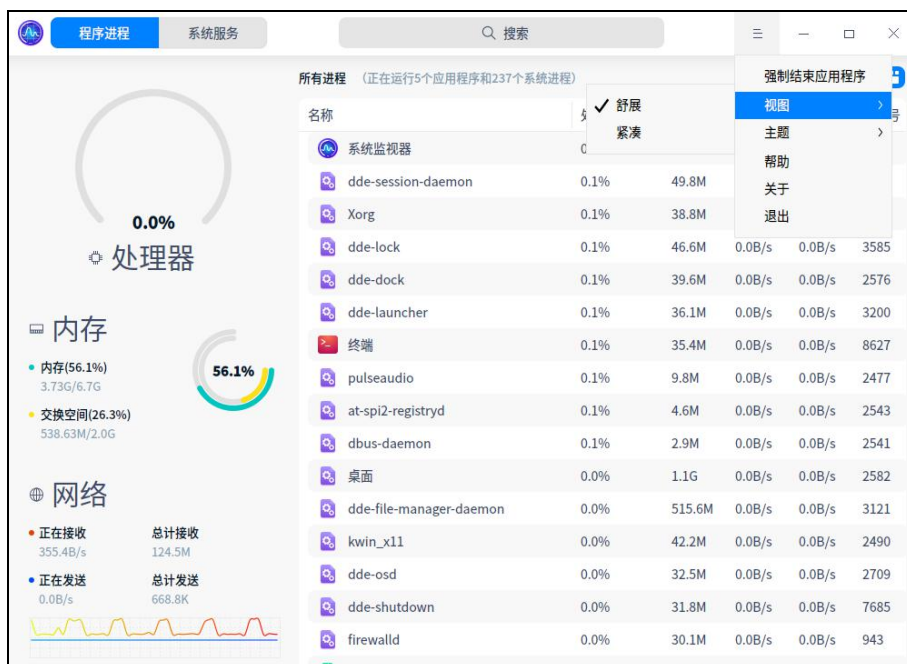 程序进程 系统服务 搜索
所有进程 （正在运行5个应用程序和237个系统进程）
强制结束应用程序
视图
主题
帮助
关于
退出
舒展
紧凑
名称 号
系统监视器
dde-session-daemon 0.1% 49.8M
Xorg 0.1% 38.8M
dde-lock 0.1% 46.6M 0.0B/s 0.0B/s 3585
dde-dock 0.1% 39.6M 0.0B/s 0.0B/s 2576
dde-launcher 0.1% 36.1M 0.0B/s 0.0B/s 3200
终端 0.1% 35.4M 0.0B/s 0.0B/s 8627
pulseaudio 0.1% 9.8M 0.0B/s 0.0B/s 2477
at-spi2-registryd 0.1% 4.6M 0.0B/s 0.0B/s 2543
dbus-daemon 0.1% 2.9M 0.0B/s 0.0B/s 2541
桌面 0.0% 1.1G 0.0B/s 0.0B/s 2582
dde-file-manager-daemon 0.0% 515.6M 0.0B/s 0.0B/s 3121
kwin_x11 0.0% 42.2M 0.0B/s 0.0B/s 2490
dde-osd 0.0% 32.5M 0.0B/s 0.0B/s 2709
dde-shutdown 0.0% 31.8M 0.0B/s 0.0B/s 7685
firewalld 0.0% 30.1M 0.0B/s 0.0B/s 943
0.0%
处理器
内存
内存(56.1%)
3.73G/6.7G
56.1%
交换空间(26.3%)
538.63M/2.0G
网络
正在接收 总计接收
355.4B/s 124.5M
正在发送 总计发送
0.0B/s 668.8K